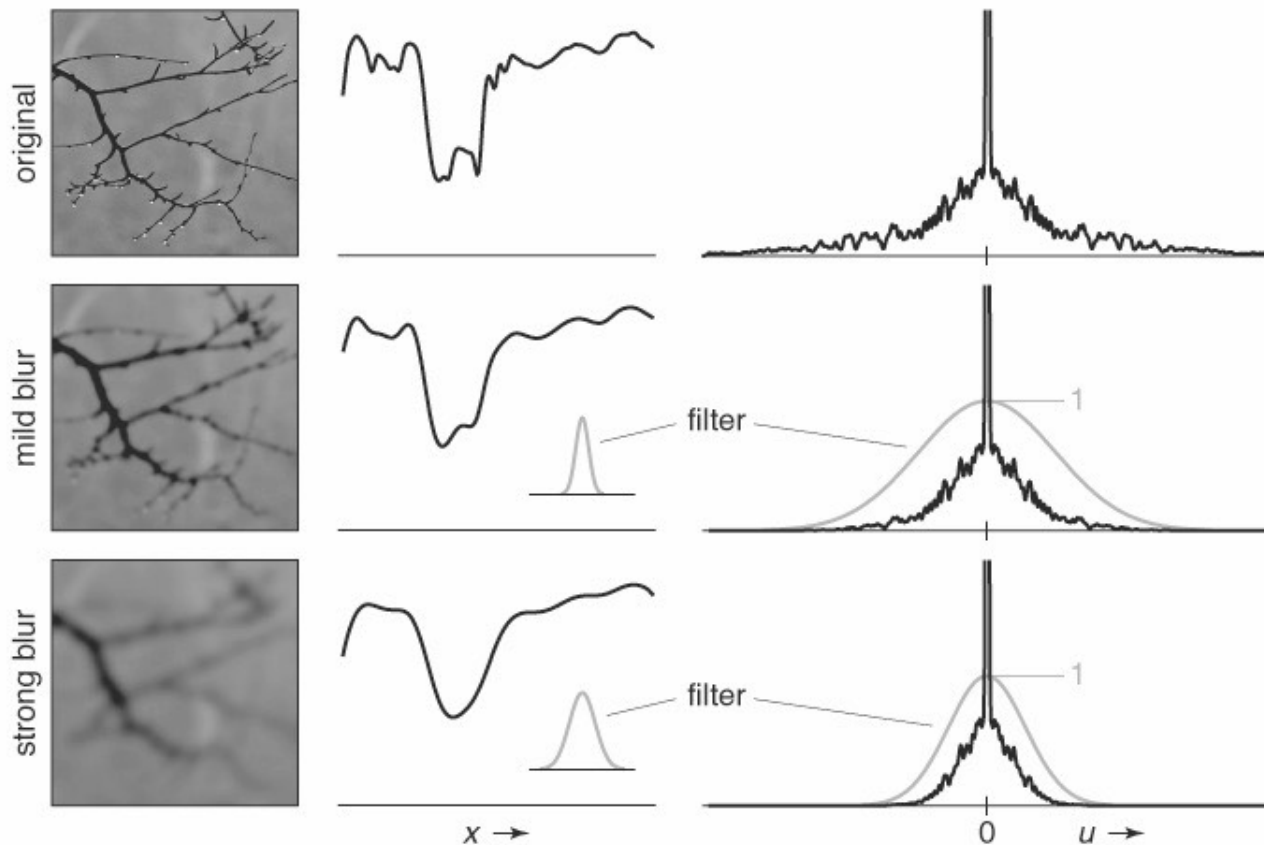 original
mild blur
filter
1
strong blur
filter
1
x →
0
u →